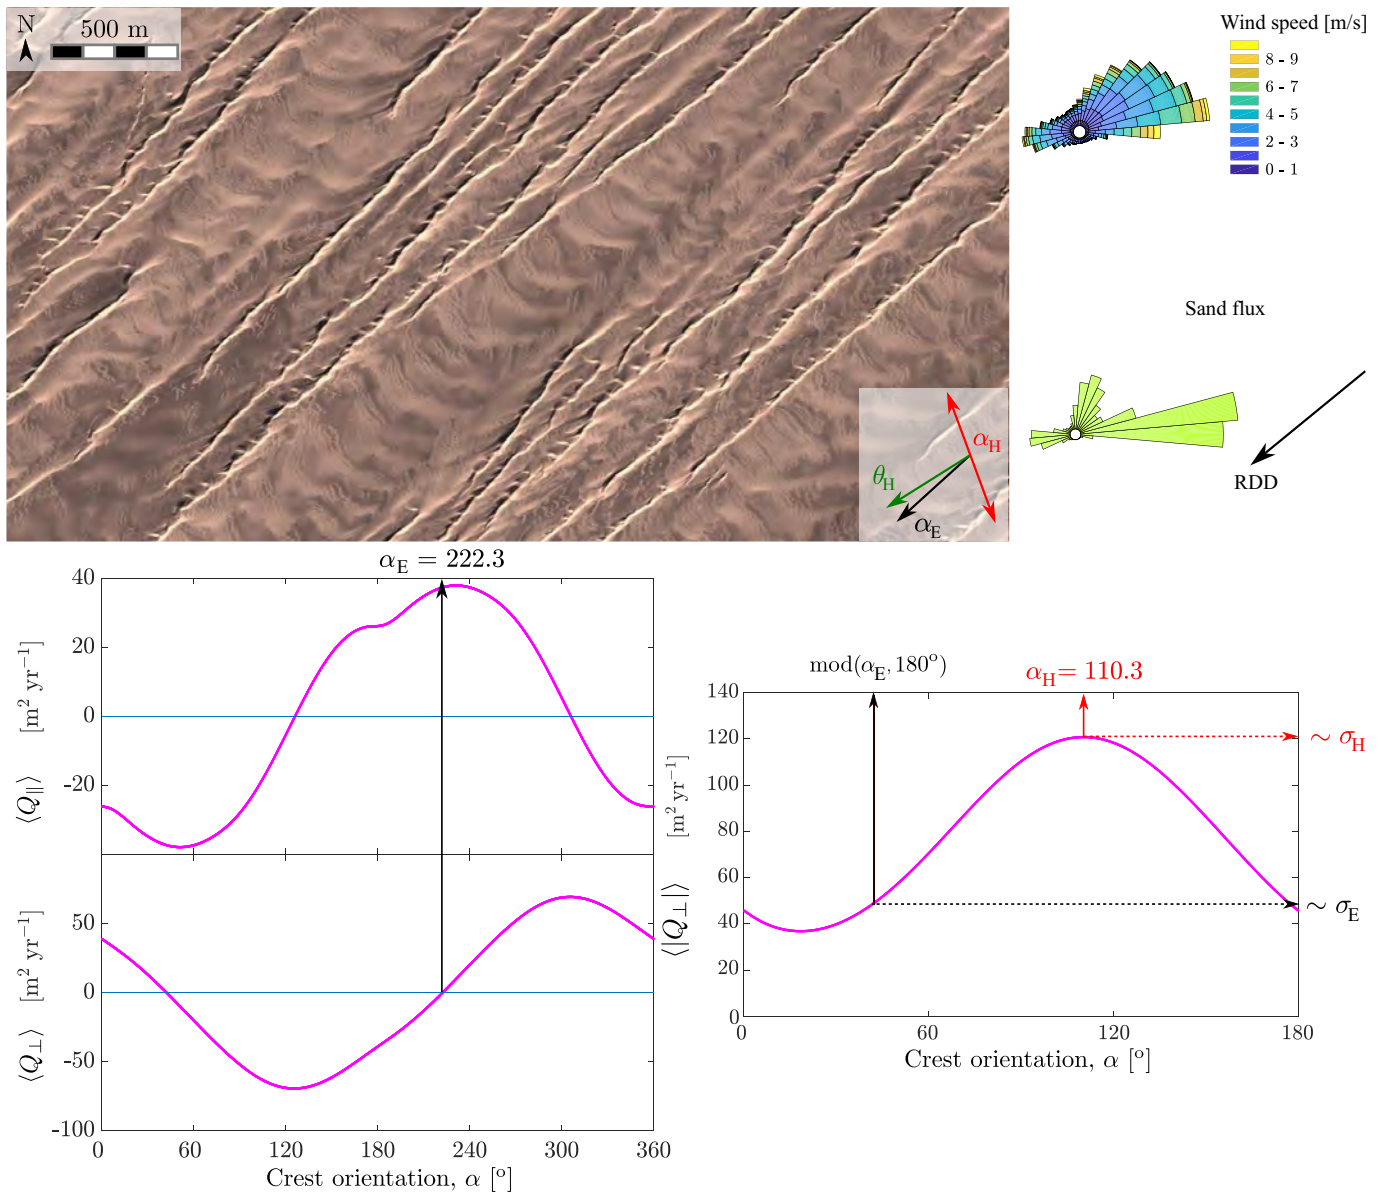 N
500 m
α_H
θ_H
α_E
Wind speed [m/s]
8 - 9
6 - 7
4 - 5
2 - 3
0 - 1
Sand flux
RDD
α_E = 222.3
40
20
0
-20
⟨Q_∥⟩ [m² yr⁻¹]
50
0
-50
-100
⟨Q_⊥⟩ [m² yr⁻¹]
0 60 120 180 240 300 360
Crest orientation, α [°]
mod(α_E, 180°)
α_H= 110.3
140
120
100
80
60
40
20
0
⟨|Q_⊥|⟩ [m² yr⁻¹]
∼ σ_H
∼ σ_E
0 60 120 180
Crest orientation, α [°]